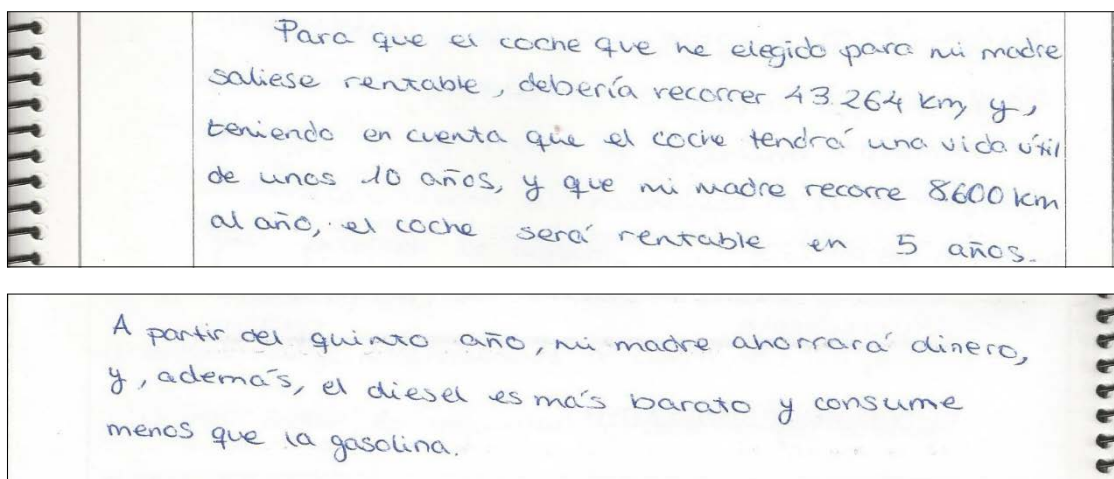 Para que el coche que he elegido para mi madre
saliese rentable, debería recorrer 43.264 km, y,
teniendo en cuenta que el coche tendrá una vida útil
de unos 10 años, y que mi madre recorre 8.600 km
al año, el coche será rentable en 5 años.
A partir del quinto año, mi madre ahorrará dinero,
y, además, el diesel es más barato y consume
menos que la gasolina.